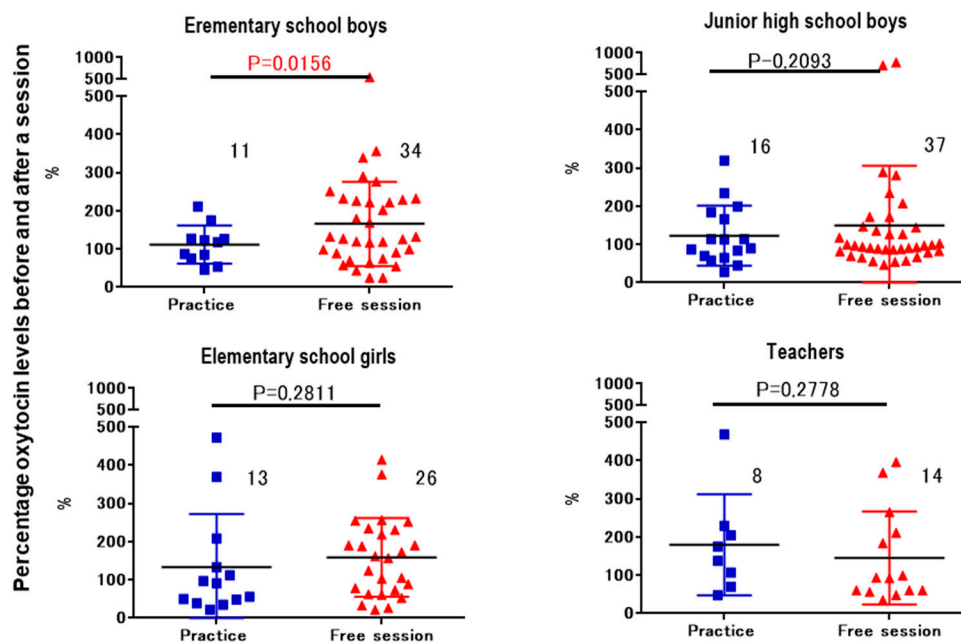 Percentage oxytocin levels before and after a session
Erementary school boys
%
1000
500
500
400
300
200
100
0
P=0.0156
11
34
Practice
Free session
Junior high school boys
%
1000
500
500
400
300
200
100
0
P-0.2093
16
37
Practice
Free session
Elementary school girls
%
1000
500
500
400
300
200
100
0
P=0.2811
13
26
Practice
Free session
Teachers
%
1000
500
500
400
300
200
100
0
P=0.2778
8
14
Practice
Free session